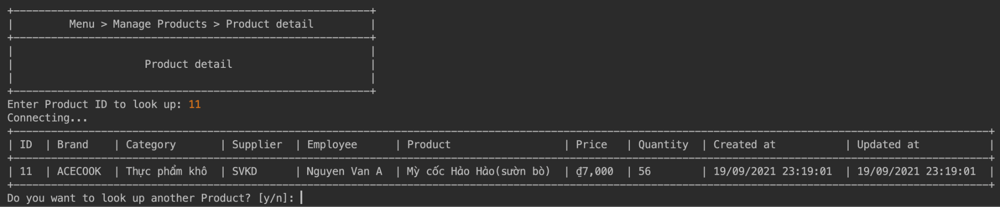 +---------------------------------------------------------+
|         Menu > Manage Products > Product detail         |
+---------------------------------------------------------+
|                                                         |
|                     Product detail                      |
|                                                         |
+---------------------------------------------------------+
Enter Product ID to look up: 11
Connecting...
+------------------------------------------------------------------------------------------------------------------------------------------------------------+
| ID  | Brand    | Category       | Supplier  | Employee      | Product                  | Price   | Quantity  | Created at           | Updated at           |
+------------------------------------------------------------------------------------------------------------------------------------------------------------+
| 11  | ACECOOK  | Thực phẩm khô  | SVKD      | Nguyen Van A  | Mỳ cốc Hảo Hảo(sườn bò)  | ₫7,000  | 56        | 19/09/2021 23:19:01  | 19/09/2021 23:19:01  |
+------------------------------------------------------------------------------------------------------------------------------------------------------------+
Do you want to look up another Product? [y/n]: